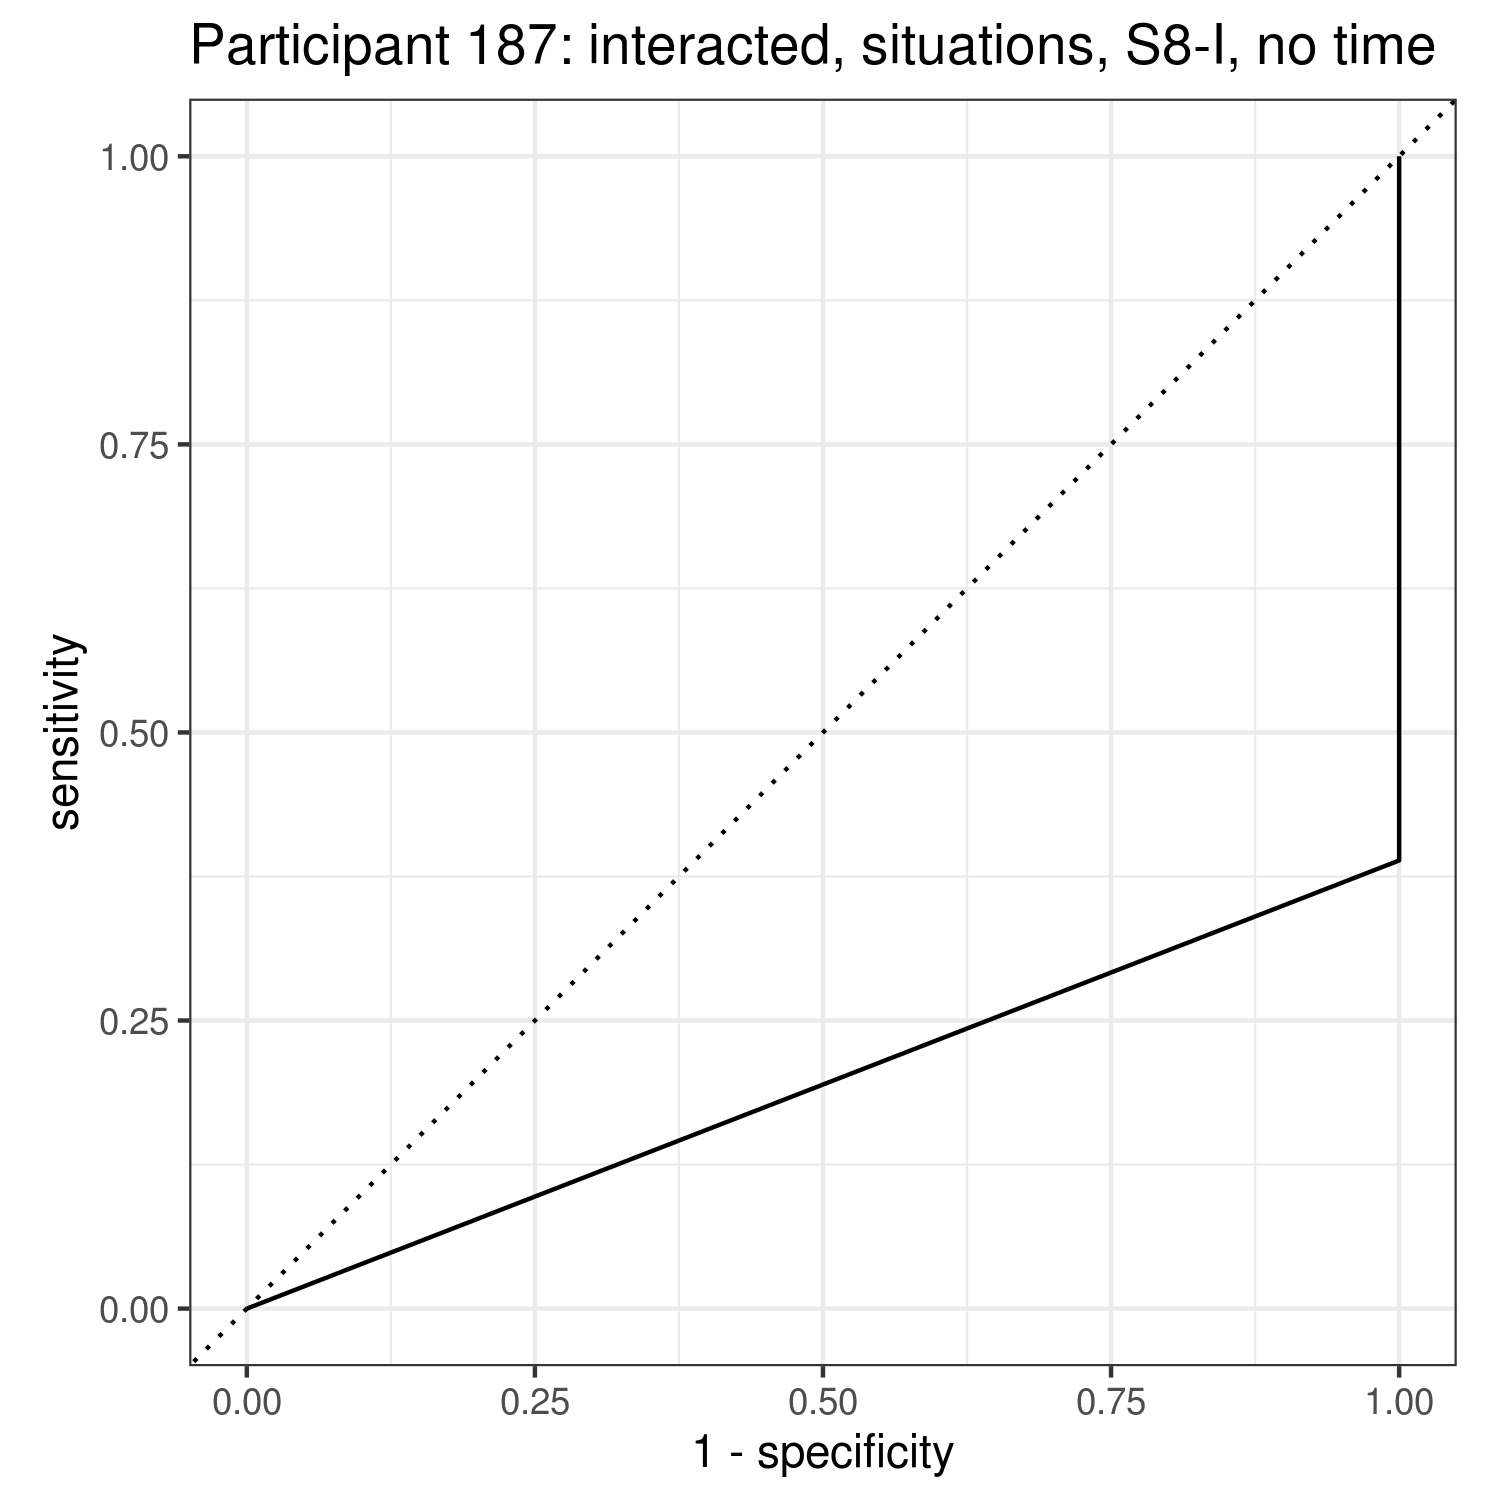 Participant 187: interacted, situations, S8-I, no time
1.00
0.75
0.50
0.25
0.00
sensitivity
0.00 0.25 0.50 0.75 1.00
1 - specificity